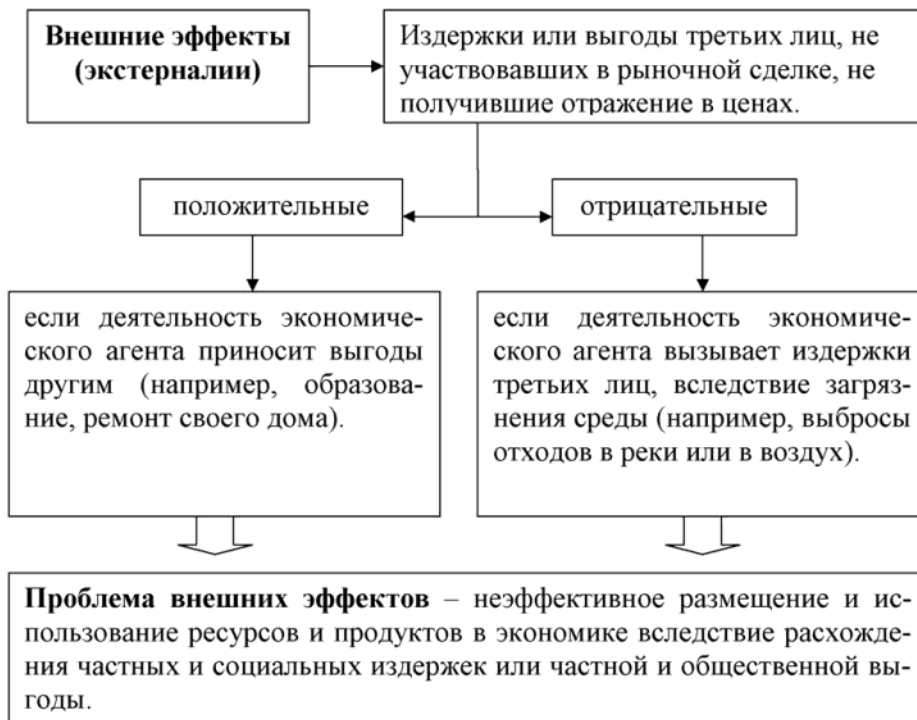 Внешние эффекты
(экстерналии)
Издержки или выгоды третьих лиц, не
участвовавших в рыночной сделке, не
получившие отражение в ценах.
положительные
отрицательные
если деятельность экономиче-
ского агента приносит выгоды
другим (например, образова-
ние, ремонт своего дома).
если деятельность экономиче-
ского агента вызывает издержки
третьих лиц, вследствие загряз-
нения среды (например, выбросы
отходов в реки или в воздух).
Проблема внешних эффектов – неэффективное размещение и ис-
пользование ресурсов и продуктов в экономике вследствие расхожде-
ния частных и социальных издержек или частной и общественной вы-
годы.